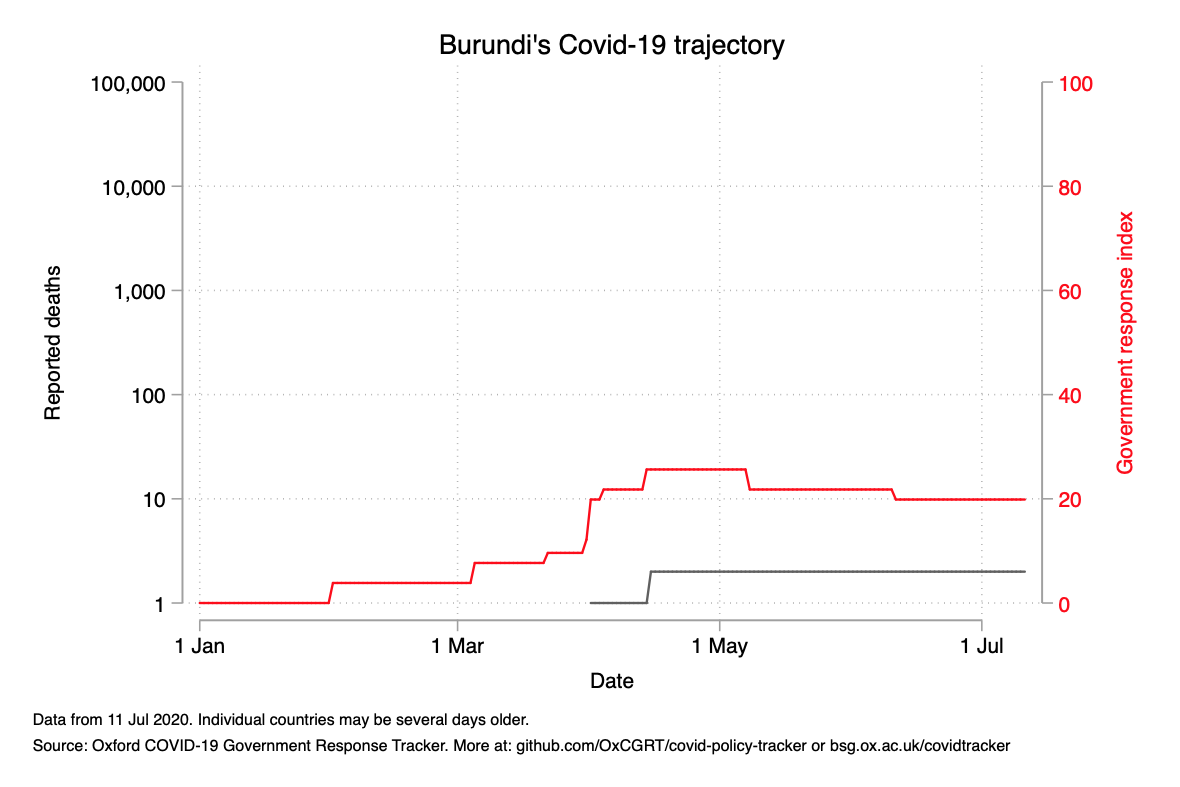 Burundi's Covid-19 trajectory
100,000
10,000
1,000
100
10
1
Reported deaths
100
80
60
40
20
0
Government response index
1 Jan
1 Mar
1 May
1 Jul
Date
Data from 11 Jul 2020. Individual countries may be several days older.
Source: Oxford COVID-19 Government Response Tracker. More at: github.com/OxCGRT/covid-policy-tracker or bsg.ox.ac.uk/covidtracker